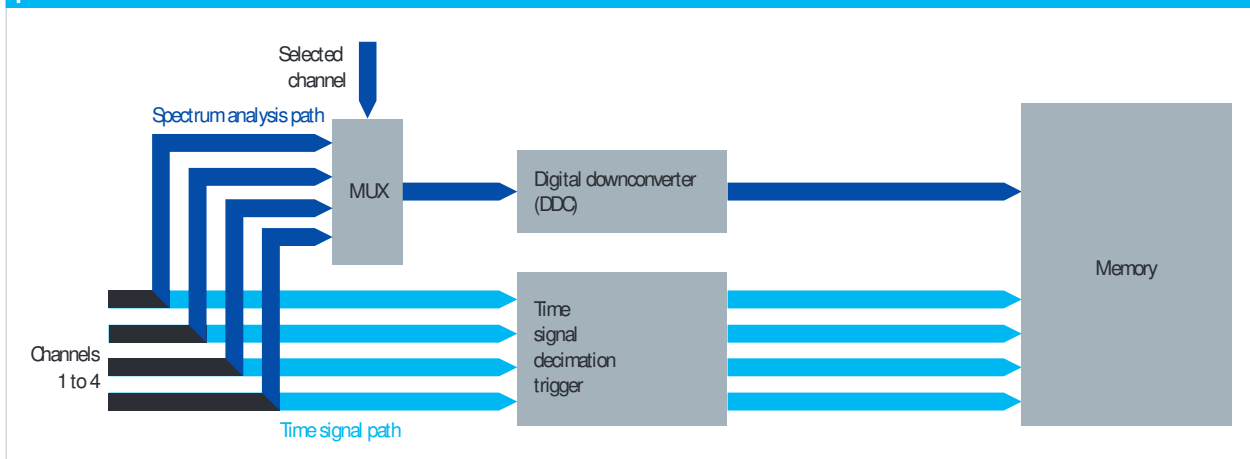 Selected
channel
Spectrum analysis path
MUX
Digital downconverter
(DDC)
Memory
Time
signal
decimation
trigger
Channels
1 to 4
Time signal path